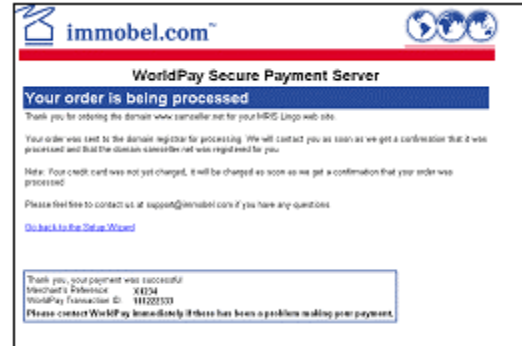 immobel.com™
WorldPay Secure Payment Server
Your order is being processed
Thank you for ordering the domain www.samseller.net for your MRIS Lingo web site.
Your order was sent to the domain registrar for processing. We will contact you as soon as we get a confirmation that it was
processed and that the domain samseller.net was registered for you.
Note: Your credit card was not yet charged, it will be charged as soon as we get a confirmation that your order was
processed
Please feel free to contact us at support@immobel.com if you have any questions
Go back to the Setup Wizard
Thank you, your payment was successful
Merchant's Reference: X4234
WorldPay Transaction ID: 111222333
Please contact WorldPay immediately if there has been a problem making your payment.